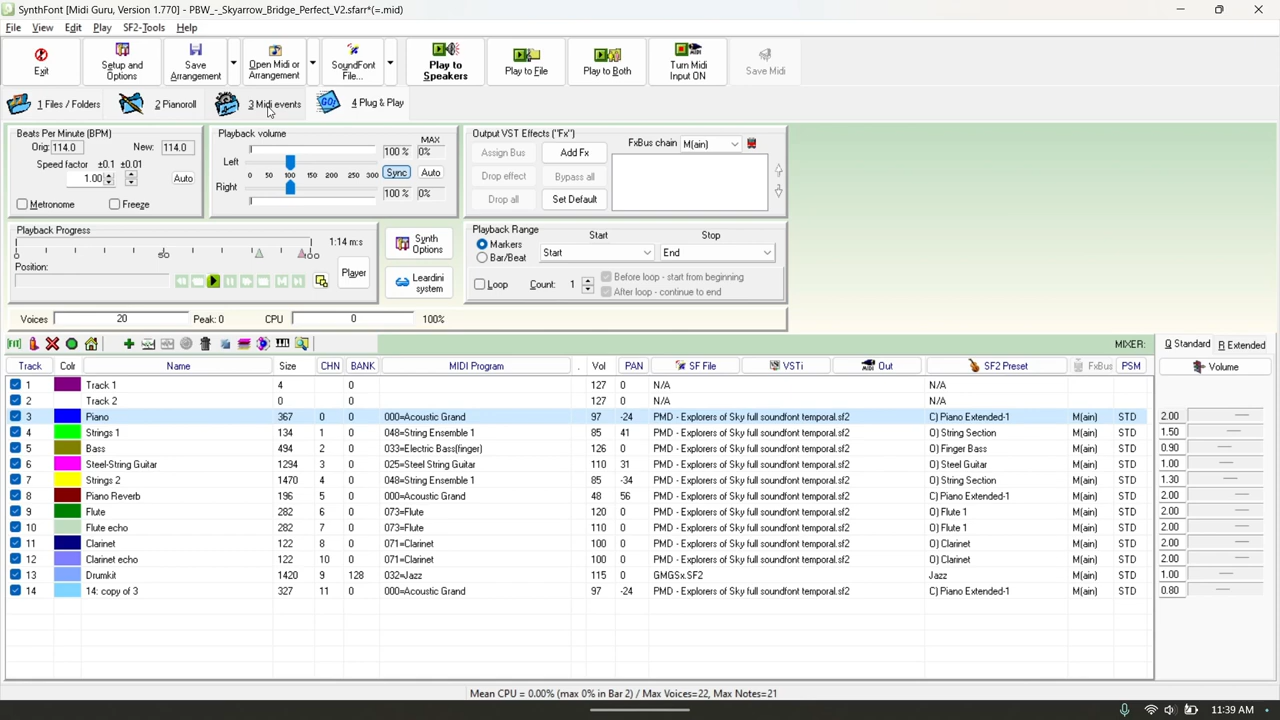 SynthFont [Midi Guru, Version 1.770] - PBW_-_Skyarrow_Bridge_Perfect_V2.sfarr*(=.mid)
File View Edit Play SF2-Tools Help
Exit
Setup and Options
Save Arrangement
Open Midi or Arrangement
SoundFont File...
Play to Speakers
Play to File
Play to Both
Turn Midi Input ON
Save Midi
1 Files / Folders
2 Pianoroll
3 Midi events
4 Plug & Play
Beats Per Minute (BPM)
Orig: 114.0 New: 114.0
Speed factor ±0.1 ±0.01
1.00 Auto
Metronome Freeze
Playback volume MAX
100 % 0%
Left
0 50 100 150 200 250 300 Sync Auto
Right
100 % 0%
Output VST Effects ("Fx")
FxBus chain M(ain)
Assign Bus Add Fx
Drop effect Bypass all
Drop all Set Default
Playback Progress
1:14 m:s
0 50 100
Position:
Player
Synth Options
Leardini system
Playback Range
Start Stop
Markers Start End
Bar/Beat
Loop Count: 1
Before loop - start from beginning
After loop - continue to end
Voices 20 Peak: 0 CPU 0 100%
MIXER: Standard Extended
Track Colr Name Size CHN BANK MIDI Program . Vol PAN SF File VSTi Out SF2 Preset FxBus PSM Volume
1 Track 1 4 0 127 0 N/A N/A
2 Track 2 0 0 127 0 N/A N/A
3 Piano 367 0 0 000=Acoustic Grand 97 -24 PMD - Explorers of Sky full soundfont temporal.sf2 C) Piano Extended-1 M(ain) STD 2.00
4 Strings 1 134 1 0 048=String Ensemble 1 85 41 PMD - Explorers of Sky full soundfont temporal.sf2 O) String Section M(ain) STD 1.50
5 Bass 494 2 0 033=Electric Bass(finger) 126 0 PMD - Explorers of Sky full soundfont temporal.sf2 O) Finger Bass M(ain) STD 0.90
6 Steel-String Guitar 1294 3 0 025=Steel String Guitar 110 31 PMD - Explorers of Sky full soundfont temporal.sf2 O) Steel Guitar M(ain) STD 1.00
7 Strings 2 1470 4 0 048=String Ensemble 1 85 -34 PMD - Explorers of Sky full soundfont temporal.sf2 O) String Section M(ain) STD 1.30
8 Piano Reverb 196 5 0 000=Acoustic Grand 48 56 PMD - Explorers of Sky full soundfont temporal.sf2 C) Piano Extended-1 M(ain) STD 2.00
9 Flute 282 6 0 073=Flute 120 0 PMD - Explorers of Sky full soundfont temporal.sf2 O) Flute 1 M(ain) STD 2.00
10 Flute echo 282 7 0 073=Flute 110 0 PMD - Explorers of Sky full soundfont temporal.sf2 O) Flute 1 M(ain) STD 2.00
11 Clarinet 122 8 0 071=Clarinet 100 0 PMD - Explorers of Sky full soundfont temporal.sf2 O) Clarinet M(ain) STD 2.00
12 Clarinet echo 122 10 0 071=Clarinet 100 0 PMD - Explorers of Sky full soundfont temporal.sf2 O) Clarinet M(ain) STD 2.00
13 Drumkit 1420 9 128 032=Jazz 115 0 GMGSx.SF2 Jazz M(ain) STD 1.00
14 14: copy of 3 327 11 0 000=Acoustic Grand 97 -24 PMD - Explorers of Sky full soundfont temporal.sf2 C) Piano Extended-1 M(ain) STD 0.80
Mean CPU = 0.00% (max 0% in Bar 2) / Max Voices=22, Max Notes=21
11:39 AM